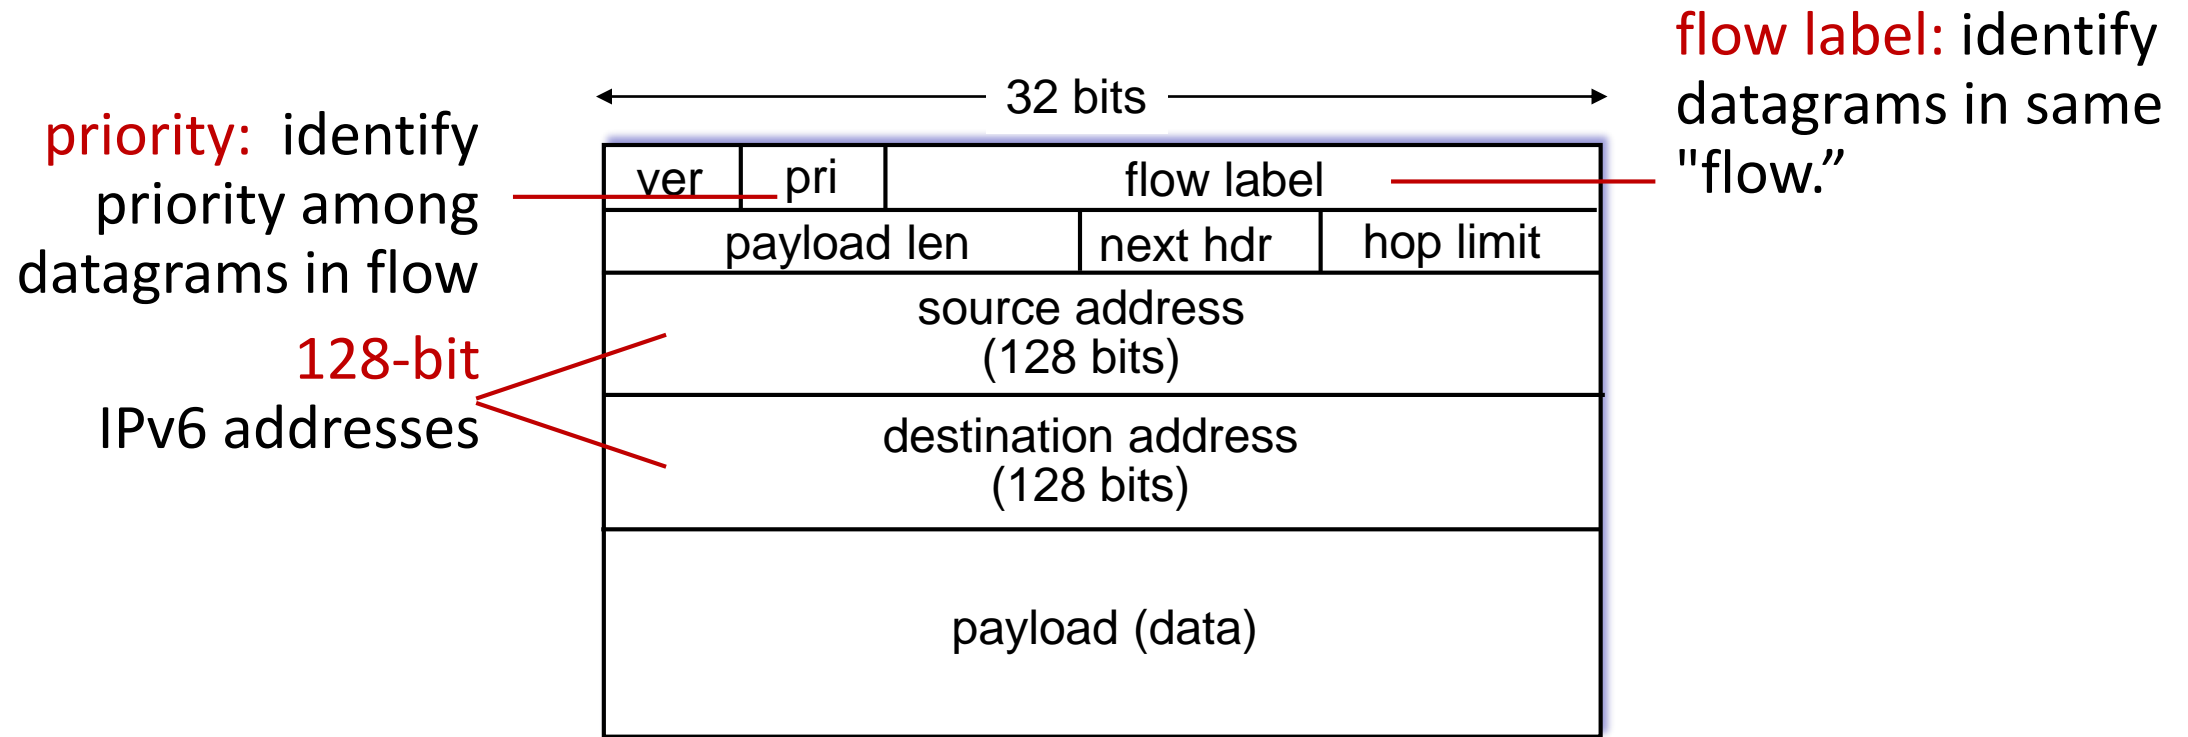 flow label: identify
datagrams in same
"flow.”
32 bits
priority: identify
priority among
datagrams in flow
128-bit
IPv6 addresses
ver pri flow label
payload len next hdr hop limit
source address
(128 bits)
destination address
(128 bits)
payload (data)